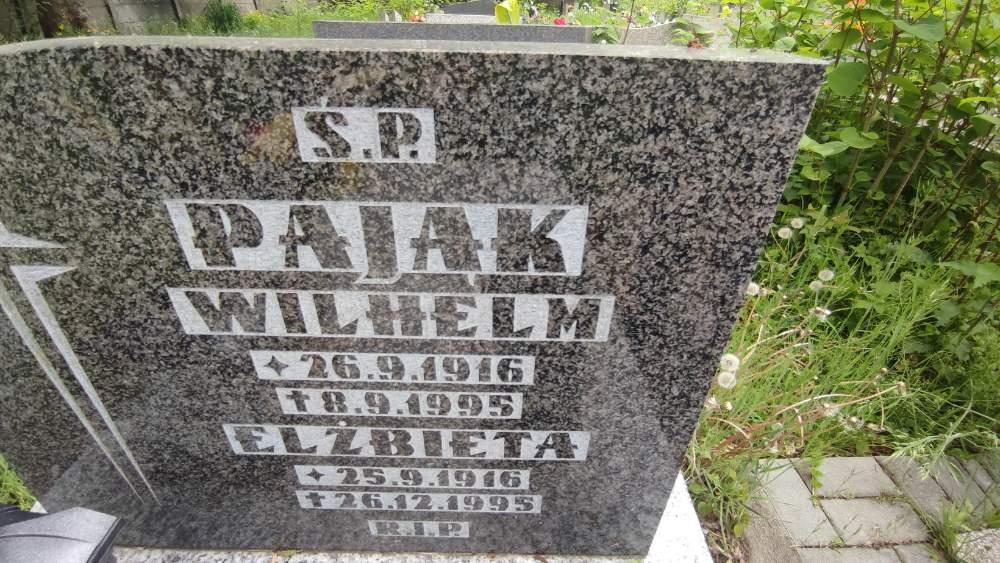 Ś.P.
PAJĄK
WILHELM
✦ 26.9.1916
† 8.9.1995
ELŻBIETA
✦ 25.9.1916
† 26.12.1995
R.I.P.